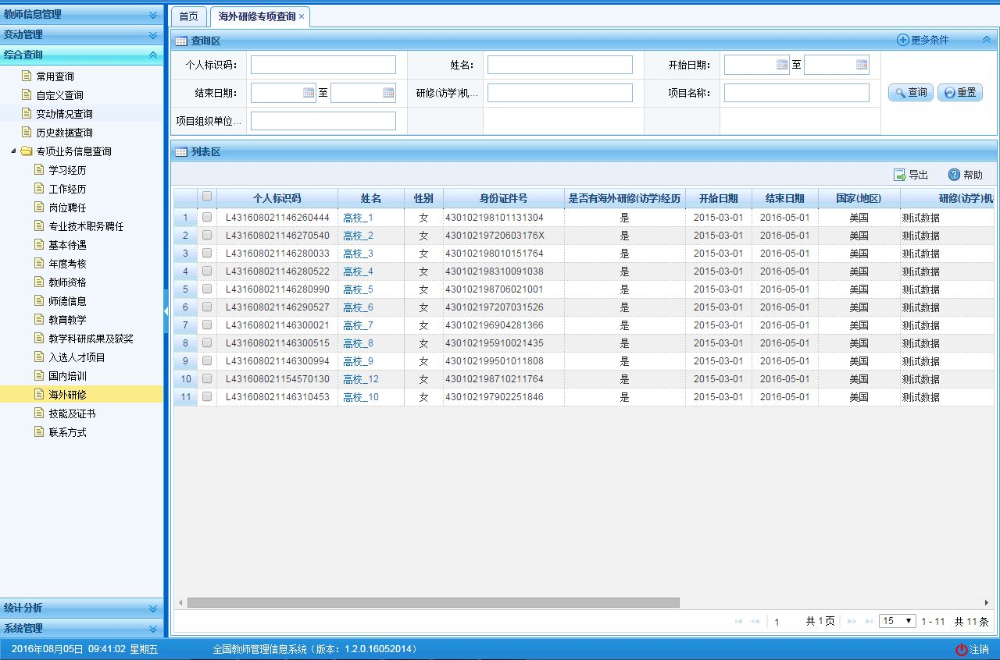 教师信息管理
变动管理
综合查询
常用查询
自定义查询
变动情况查询
历史数据查询
专项业务信息查询
学习经历
工作经历
岗位聘任
专业技术职务聘任
基本待遇
年度考核
教师资格
师德信息
教育教学
教学科研成果及获奖
入选人才项目
国内培训
海外研修
技能及证书
联系方式
统计分析
系统管理
首页 海外研修专项查询 ×
查询区 更多条件
个人标识码： 姓名： 开始日期： 至
结束日期： 至 研修(访学)机... 项目名称： 查询 重置
项目组织单位...
列表区
导出 帮助
个人标识码 姓名 性别 身份证件号 是否有海外研修(访学)经历 开始日期 结束日期 国家(地区) 研修(访学)机
1 L431608021146260444 高校_1 女 430102198101131304 是 2015-03-01 2016-05-01 美国 测试数据
2 L431608021146270540 高校_2 女 43010219720603176X 是 2015-03-01 2016-05-01 美国 测试数据
3 L431608021146280033 高校_3 女 430102198010151764 是 2015-03-01 2016-05-01 美国 测试数据
4 L431608021146280522 高校_4 女 430102198310091038 是 2015-03-01 2016-05-01 美国 测试数据
5 L431608021146280990 高校_5 女 430102198706021001 是 2015-03-01 2016-05-01 美国 测试数据
6 L431608021146290527 高校_6 女 430102197207031526 是 2015-03-01 2016-05-01 美国 测试数据
7 L431608021146300021 高校_7 女 430102196904281366 是 2015-03-01 2016-05-01 美国 测试数据
8 L431608021146300515 高校_8 女 430102195910021435 是 2015-03-01 2016-05-01 美国 测试数据
9 L431608021146300994 高校_9 女 430102199501011808 是 2015-03-01 2016-05-01 美国 测试数据
10 L431608021154570130 高校_12 女 430102198710211764 是 2015-03-01 2016-05-01 美国 测试数据
11 L431608021146310453 高校_10 女 430102197902251846 是 2015-03-01 2016-05-01 美国 测试数据
1 共 1 页 15 1 - 11 共 11 条
2016年08月05日 09:41:02 星期五 全国教师管理信息系统（版本：1.2.0.16052014） 注销